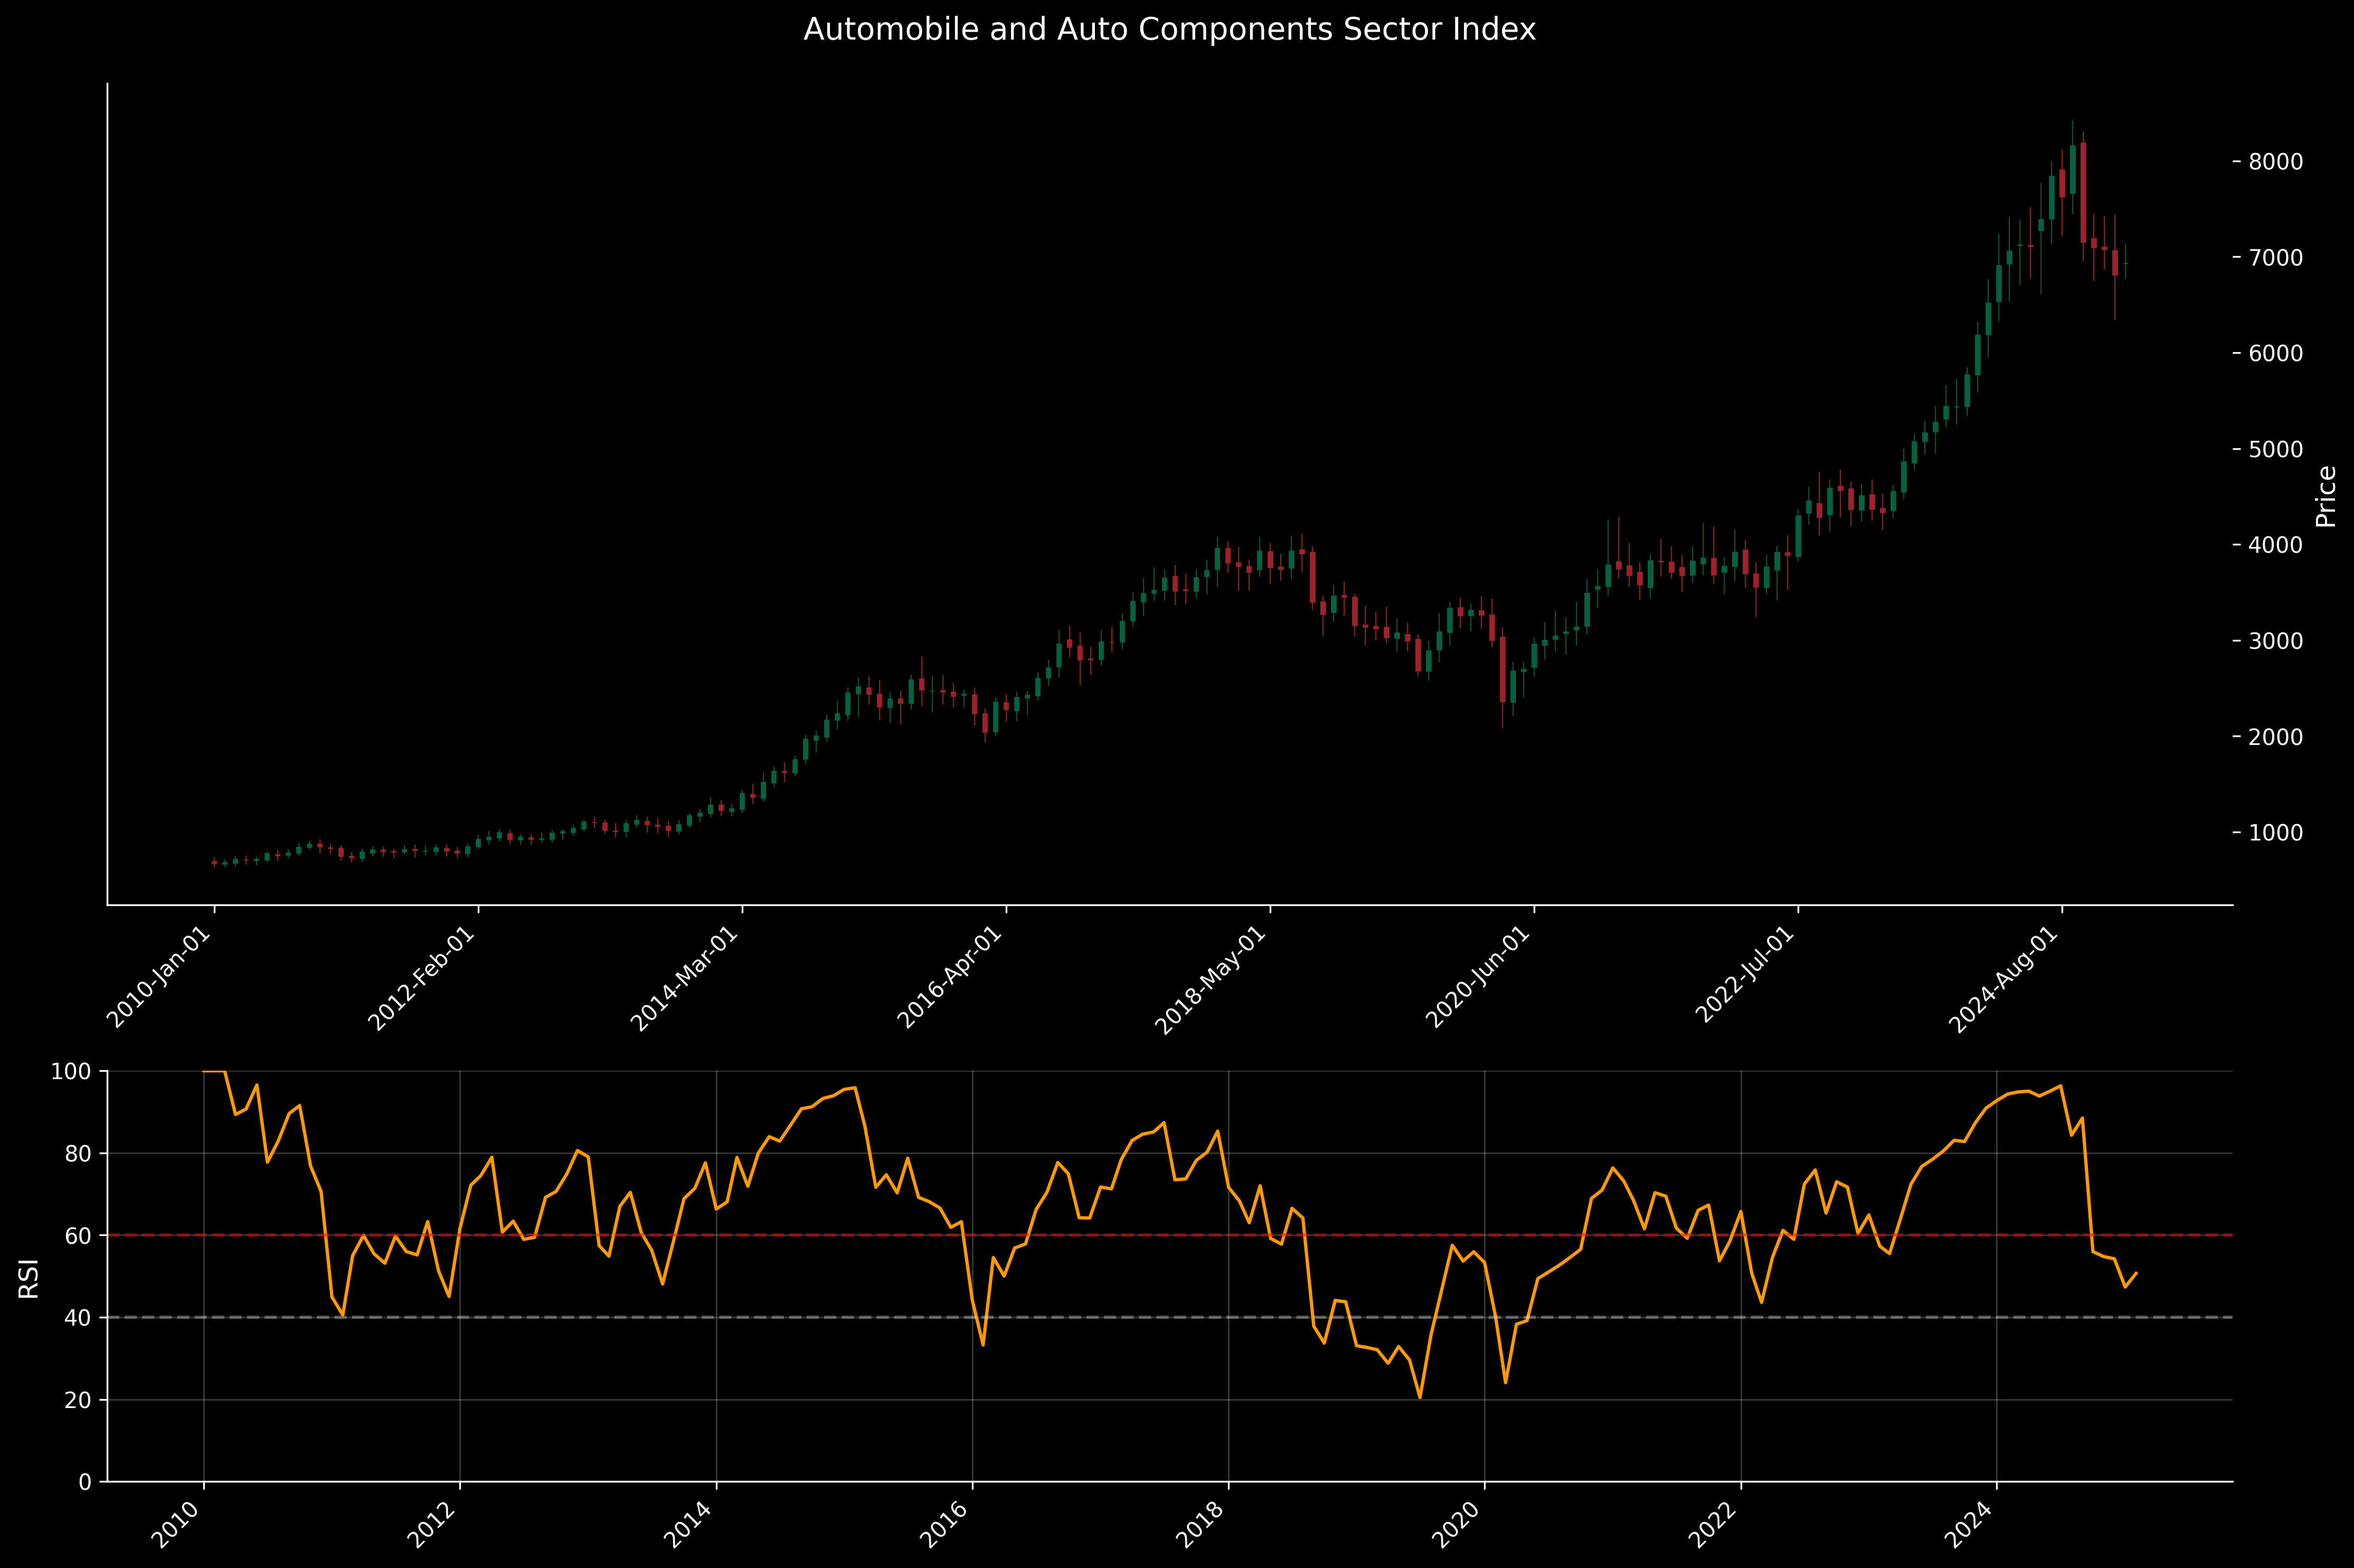 Automobile and Auto Components Sector Index
8000
7000
6000
5000
4000
3000
2000
1000
Price
2010-Jan-01
2012-Feb-01
2014-Mar-01
2016-Apr-01
2018-May-01
2020-Jun-01
2022-Jul-01
2024-Aug-01
100
80
60
40
20
0
RSI
2010
2012
2014
2016
2018
2020
2022
2024